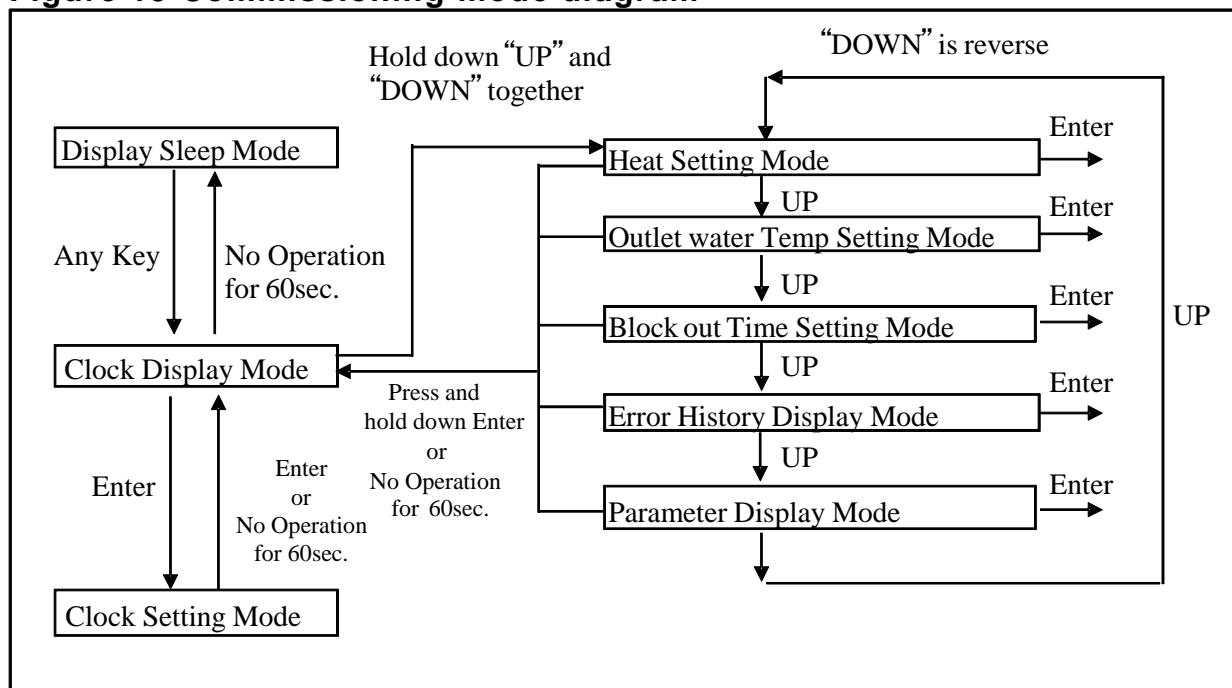 Figure 10 Commissioning mode diagram
Hold down “UP” and
“DOWN” together
“DOWN” is reverse
Display Sleep Mode
Any Key
No Operation
for 60sec.
Clock Display Mode
Enter
Enter
or
No Operation
for 60sec.
Clock Setting Mode
Press and
hold down Enter
or
No Operation
for 60sec.
Heat Setting Mode
Enter
UP
Outlet water Temp Setting Mode
Enter
UP
Block out Time Setting Mode
Enter
UP
Error History Display Mode
Enter
UP
Parameter Display Mode
Enter
UP